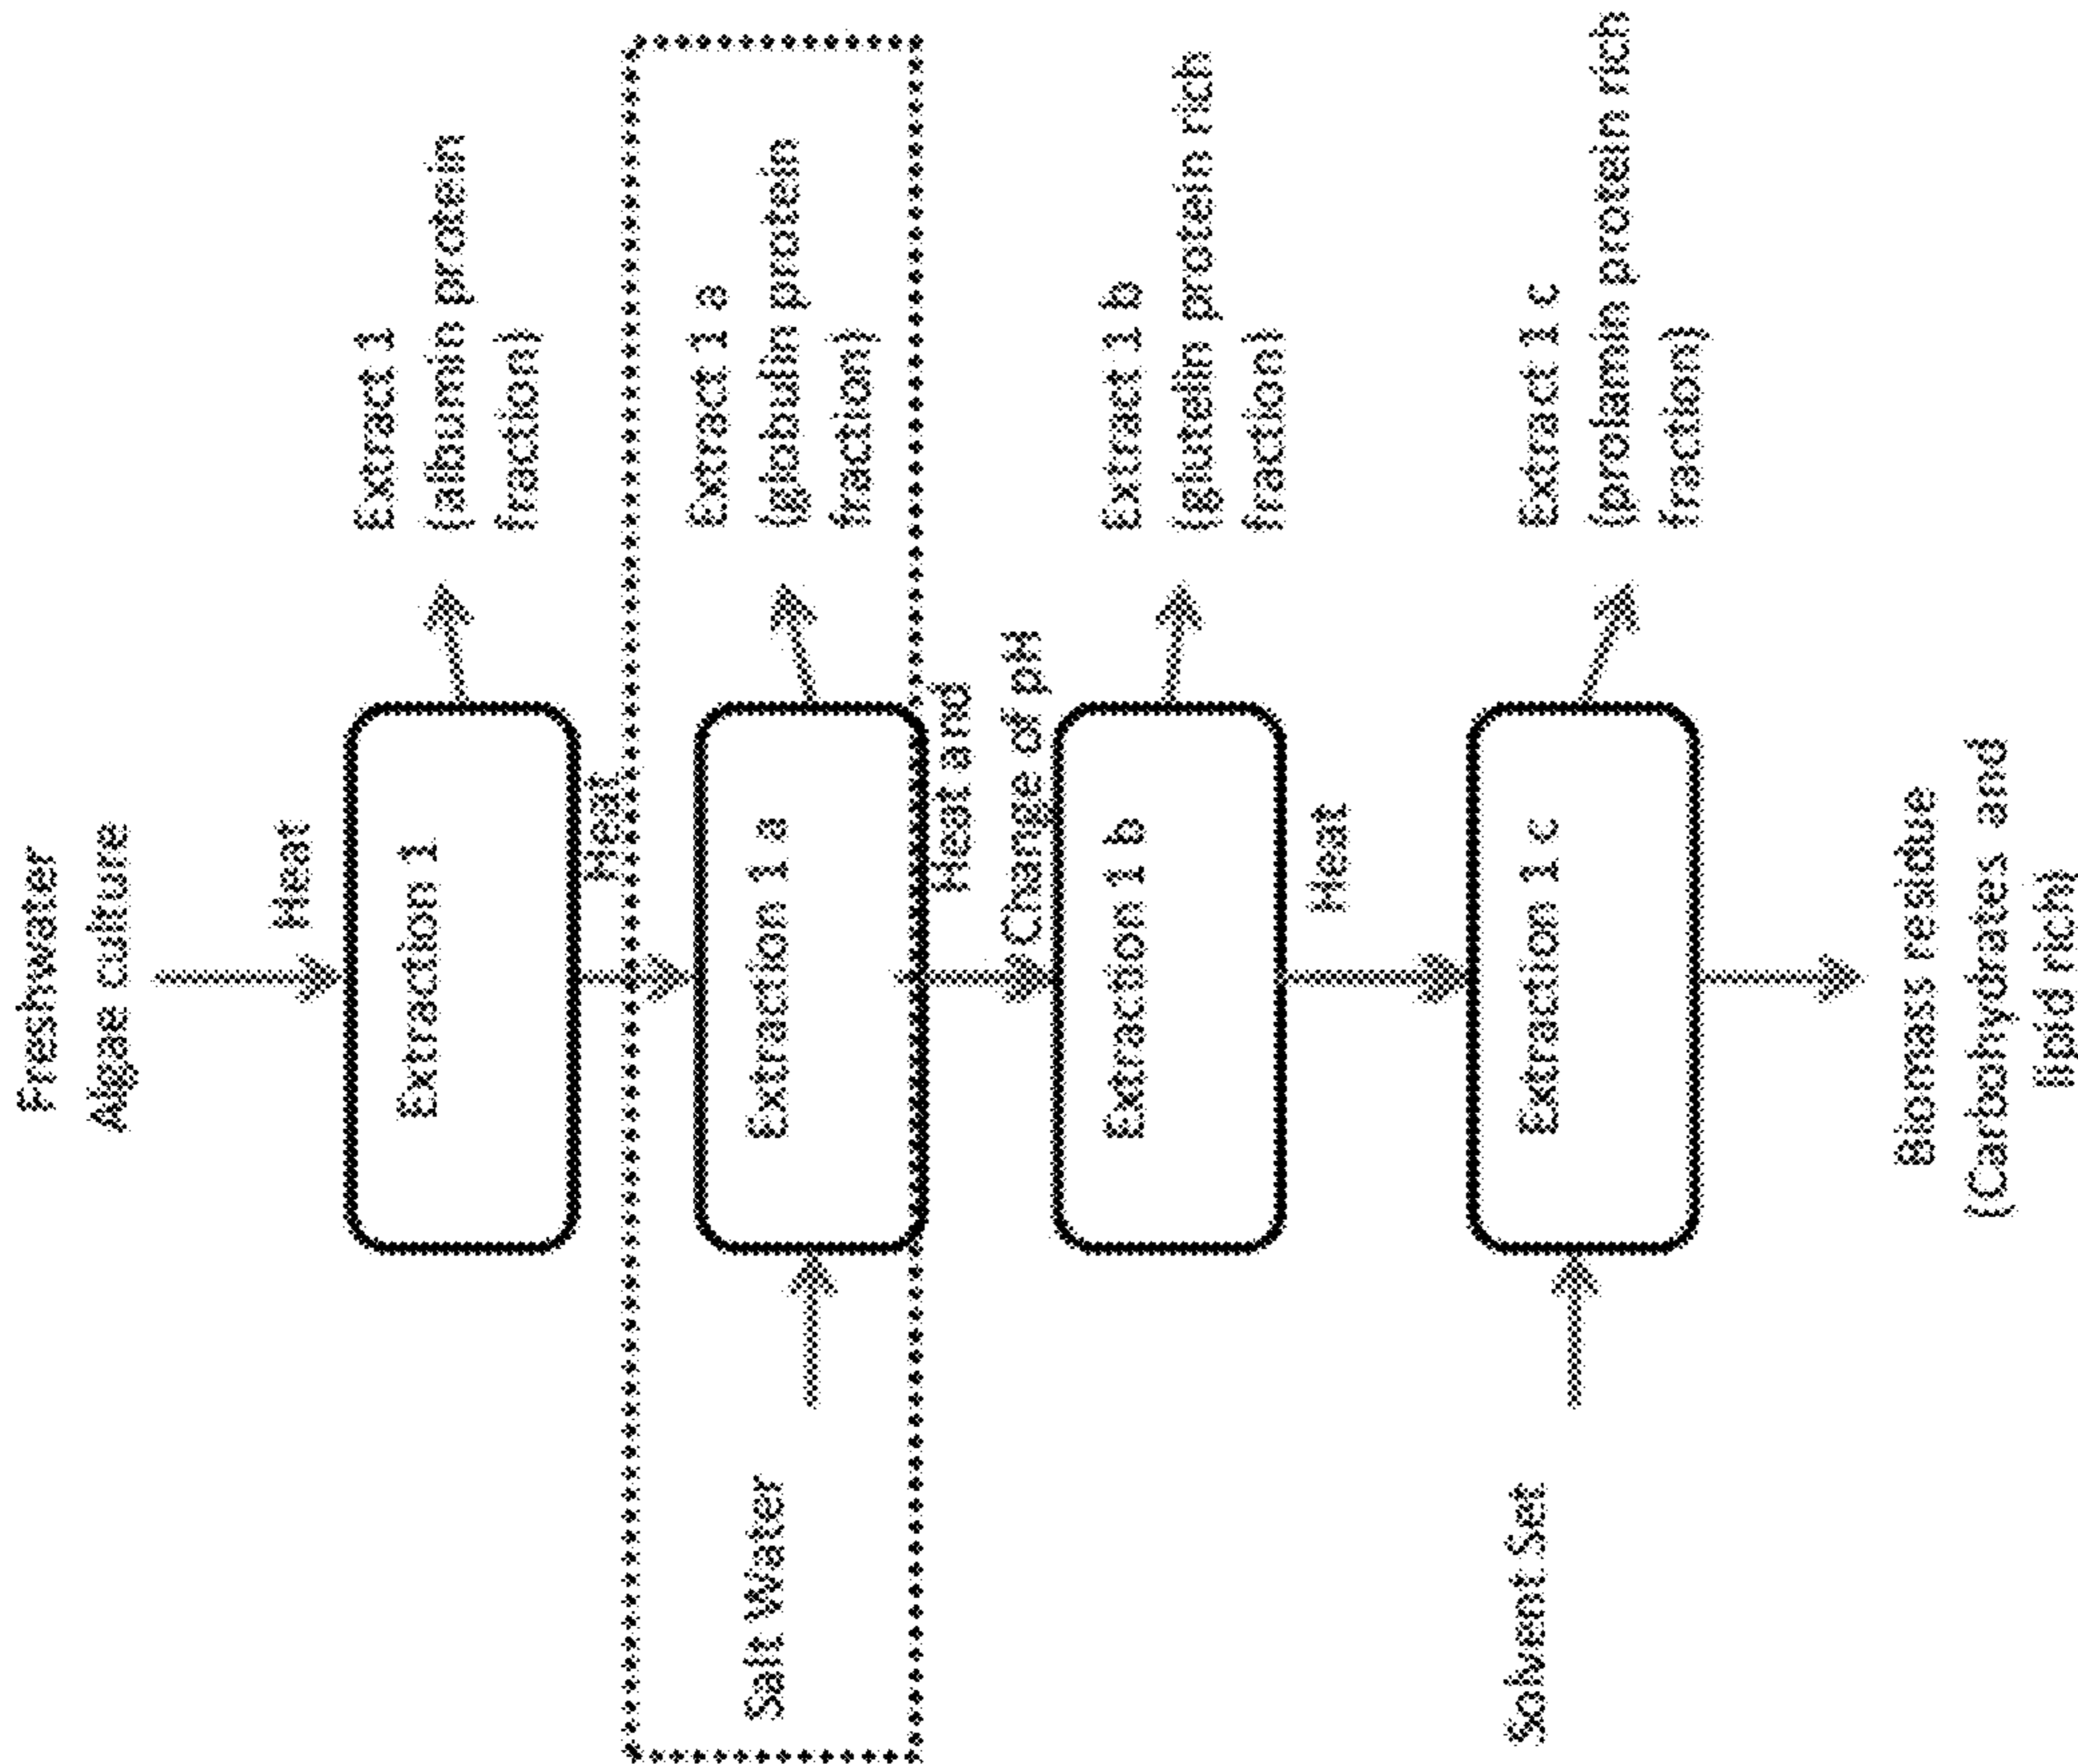 Freshwater
Algae culture
Heat
Extraction 1
Extract 1
(albumin protein
fraction)
Heat
Salt Water
Extraction 1 a
Extract 1 a
(globulin protein
fraction)
Heat and
Change of pH
Extraction 1 b
Extract 1 b
(glutelin protein rich
fraction)
Heat
Solvent Set
Extraction 1c
Extract 1c
(prolamin protein rich
fraction)
Biomass residue
(Carbohydrates and
lipid rich)